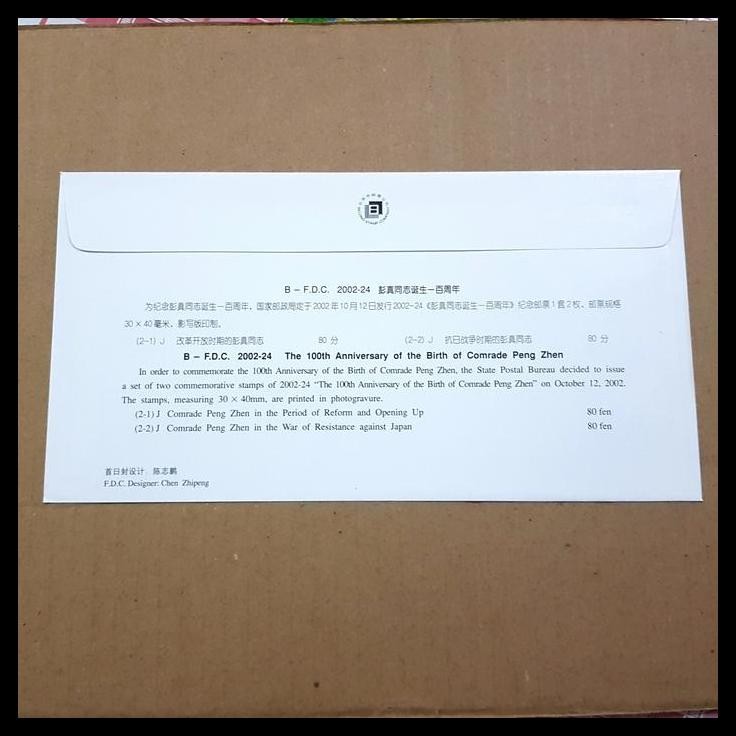 B – F.D.C. 2002-24 彭真同志诞生一百周年
为纪念彭真同志诞生一百周年，国家邮政局定于2002年10月12日发行2002-24《彭真同志诞生一百周年》纪念邮票1套2枚，邮票规格
30×40毫米，影写版印制。
(2-1) J 改革开放时期的彭真同志 80 分 (2-2) J 抗日战争时期的彭真同志 80 分
B – F.D.C. 2002-24 The 100th Anniversary of the Birth of Comrade Peng Zhen
In order to commemorate the 100th Anniversary of the Birth of Comrade Peng Zhen, the State Postal Bureau decided to issue
a set of two commemorative stamps of 2002-24 “The 100th Anniversary of the Birth of Comrade Peng Zhen” on October 12, 2002.
The stamps, measuring 30 × 40mm, are printed in photogravure.
(2-1) J Comrade Peng Zhen in the Period of Reform and Opening Up 80 fen
(2-2) J Comrade Peng Zhen in the War of Resistance against Japan 80 fen
首日封设计：陈志鹏
F.D.C. Designer: Chen Zhipeng